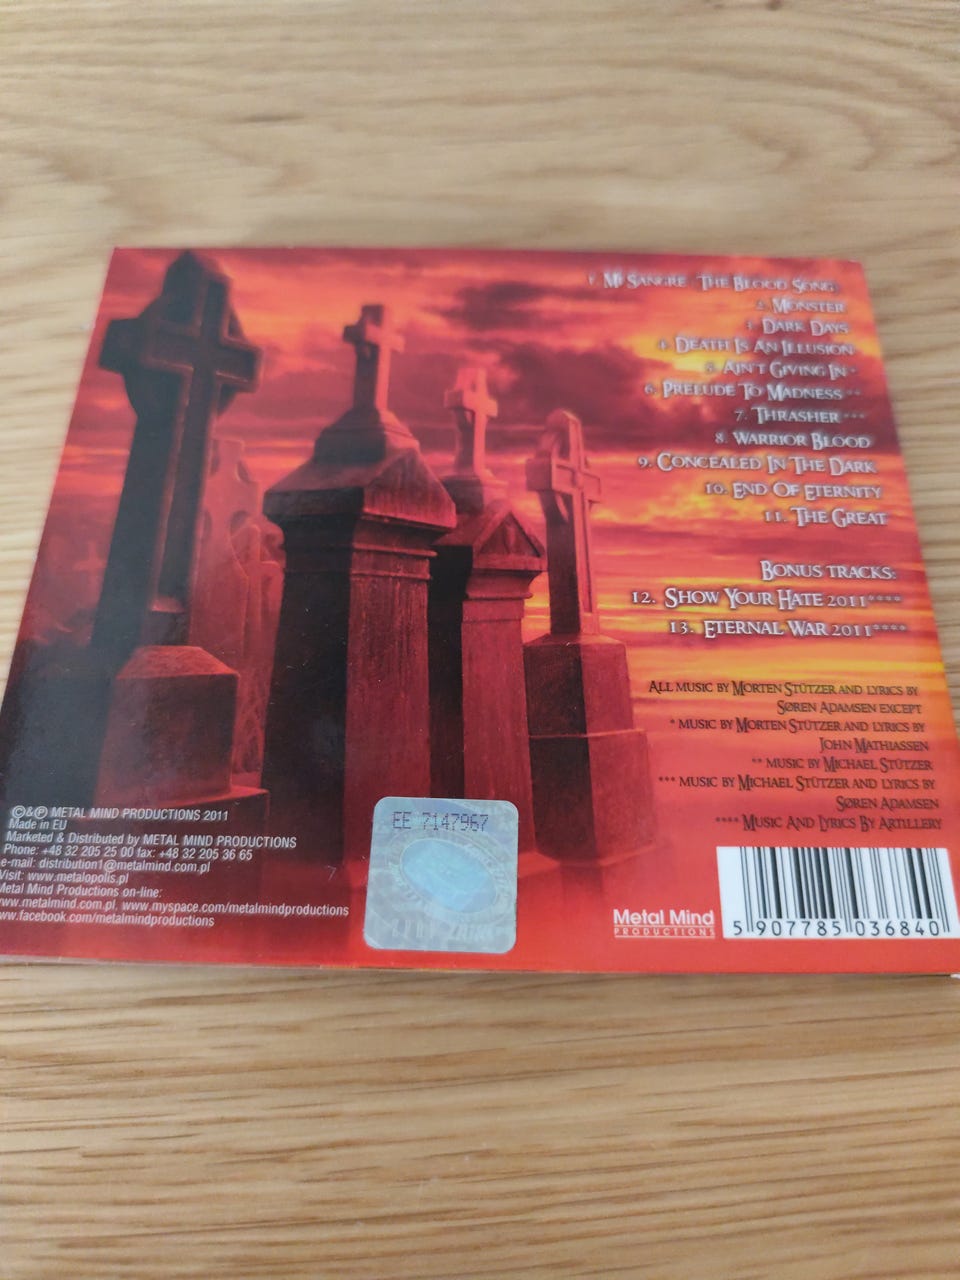 1. Mi Sangre (The Blood Song)
2. Monster
3. Dark Days
4. Death Is An Illusion
5. Ain't Giving In *
6. Prelude To Madness **
7. Thrasher ***
8. Warrior Blood
9. Concealed In The Dark
10. End Of Eternity
11. The Great
Bonus tracks:
12. Show Your Hate 2011****
13. Eternal War 2011****
All music by Morten Stützer and lyrics by
Søren Adamsen except
* music by Morten Stützer and lyrics by
John Mathiassen
** music by Michael Stützer
*** music by Michael Stützer and lyrics by
Søren Adamsen
**** Music And Lyrics By Artillery
©&℗ METAL MIND PRODUCTIONS 2011
Made in EU
Marketed & Distributed by METAL MIND PRODUCTIONS
Phone: +48 32 205 25 00 fax: +48 32 205 36 65
e-mail: distribution1@metalmind.com.pl
Visit: www.metalopolis.pl
Metal Mind Productions on-line:
www.metalmind.com.pl, www.myspace.com/metalmindproductions
www.facebook.com/metalmindproductions
EE 7147967
Metal Mind
PRODUCTIONS
5 907785 036840